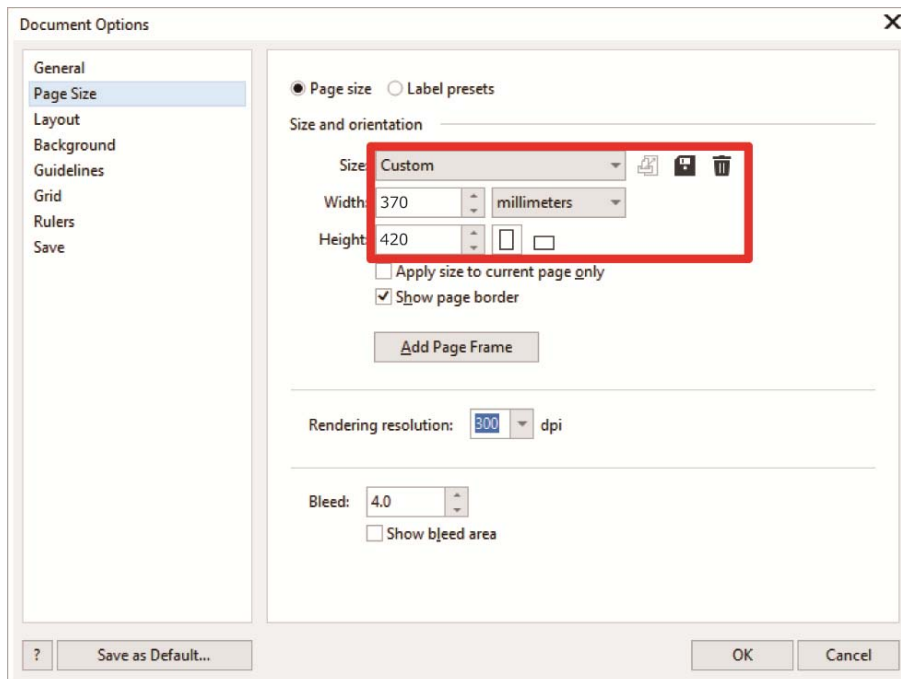 Document Options
General
Page Size
Layout
Background
Guidelines
Grid
Rulers
Save
Page size Label presets
Size and orientation
Size: Custom
Width: 370 millimeters
Height: 420
Apply size to current page only
Show page border
Add Page Frame
Rendering resolution: 300 dpi
Bleed: 4.0
Show bleed area
? Save as Default... OK Cancel